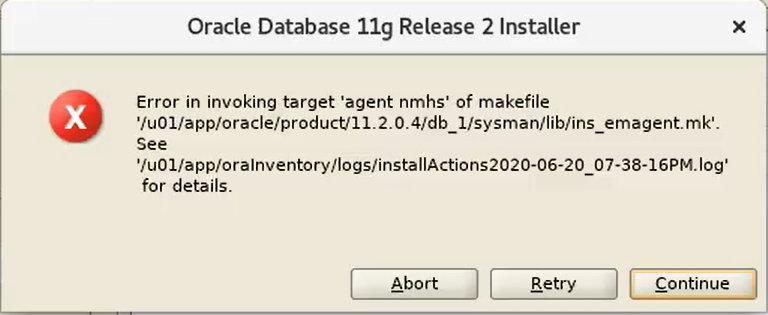 Oracle Database 11g Release 2 Installer
Error in invoking target 'agent nmhs' of makefile
'/u01/app/oracle/product/11.2.0.4/db_1/sysman/lib/ins_emagent.mk'.
See
'/u01/app/oraInventory/logs/installActions2020-06-20_07-38-16PM.log'
for details.
Abort Retry Continue